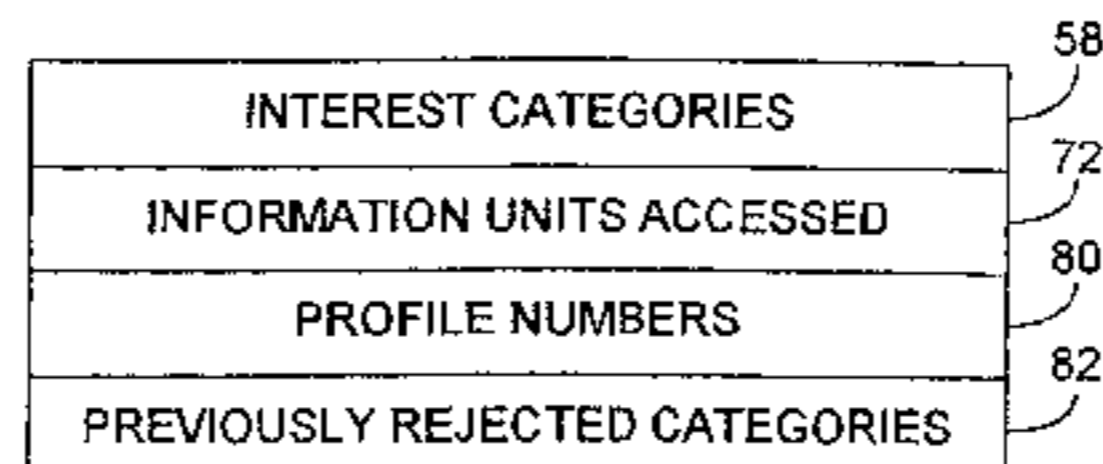 58
INTEREST CATEGORIES
72
INFORMATION UNITS ACCESSED
80
PROFILE NUMBERS
82
PREVIOUSLY REJECTED CATEGORIES